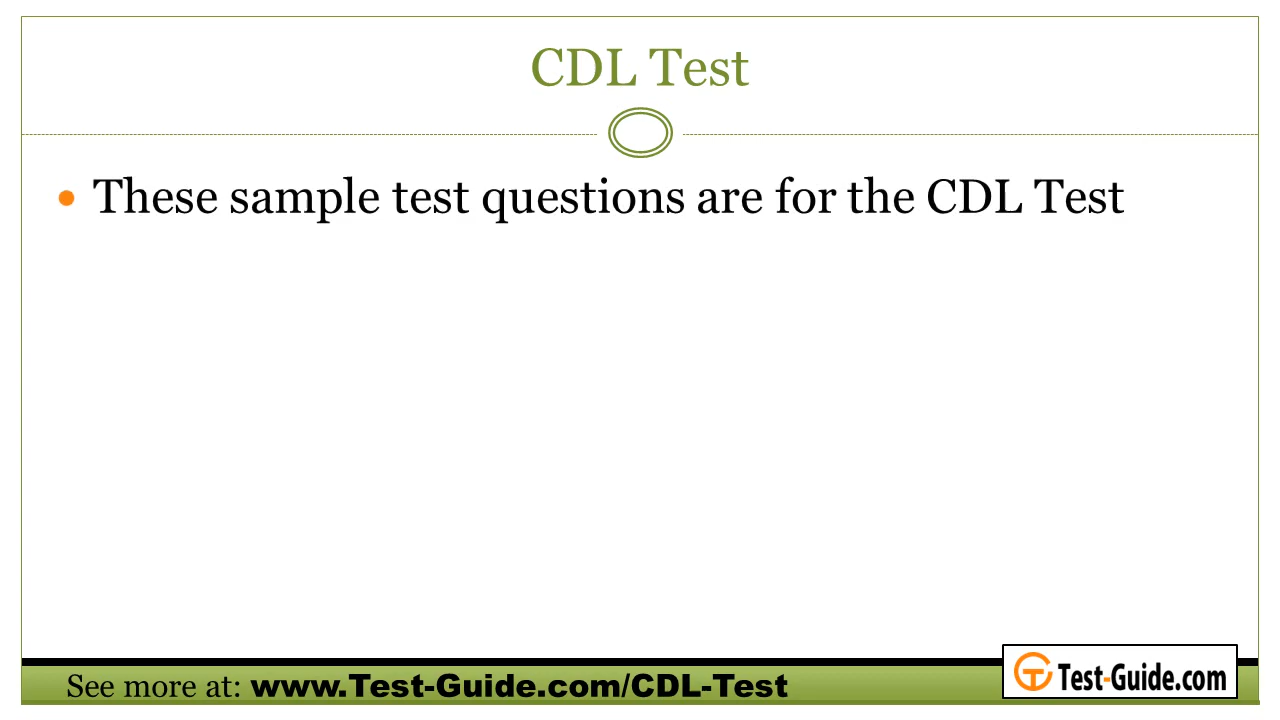 CDL Test
These sample test questions are for the CDL Test
See more at: www.Test-Guide.com/CDL-Test
Test-Guide.com